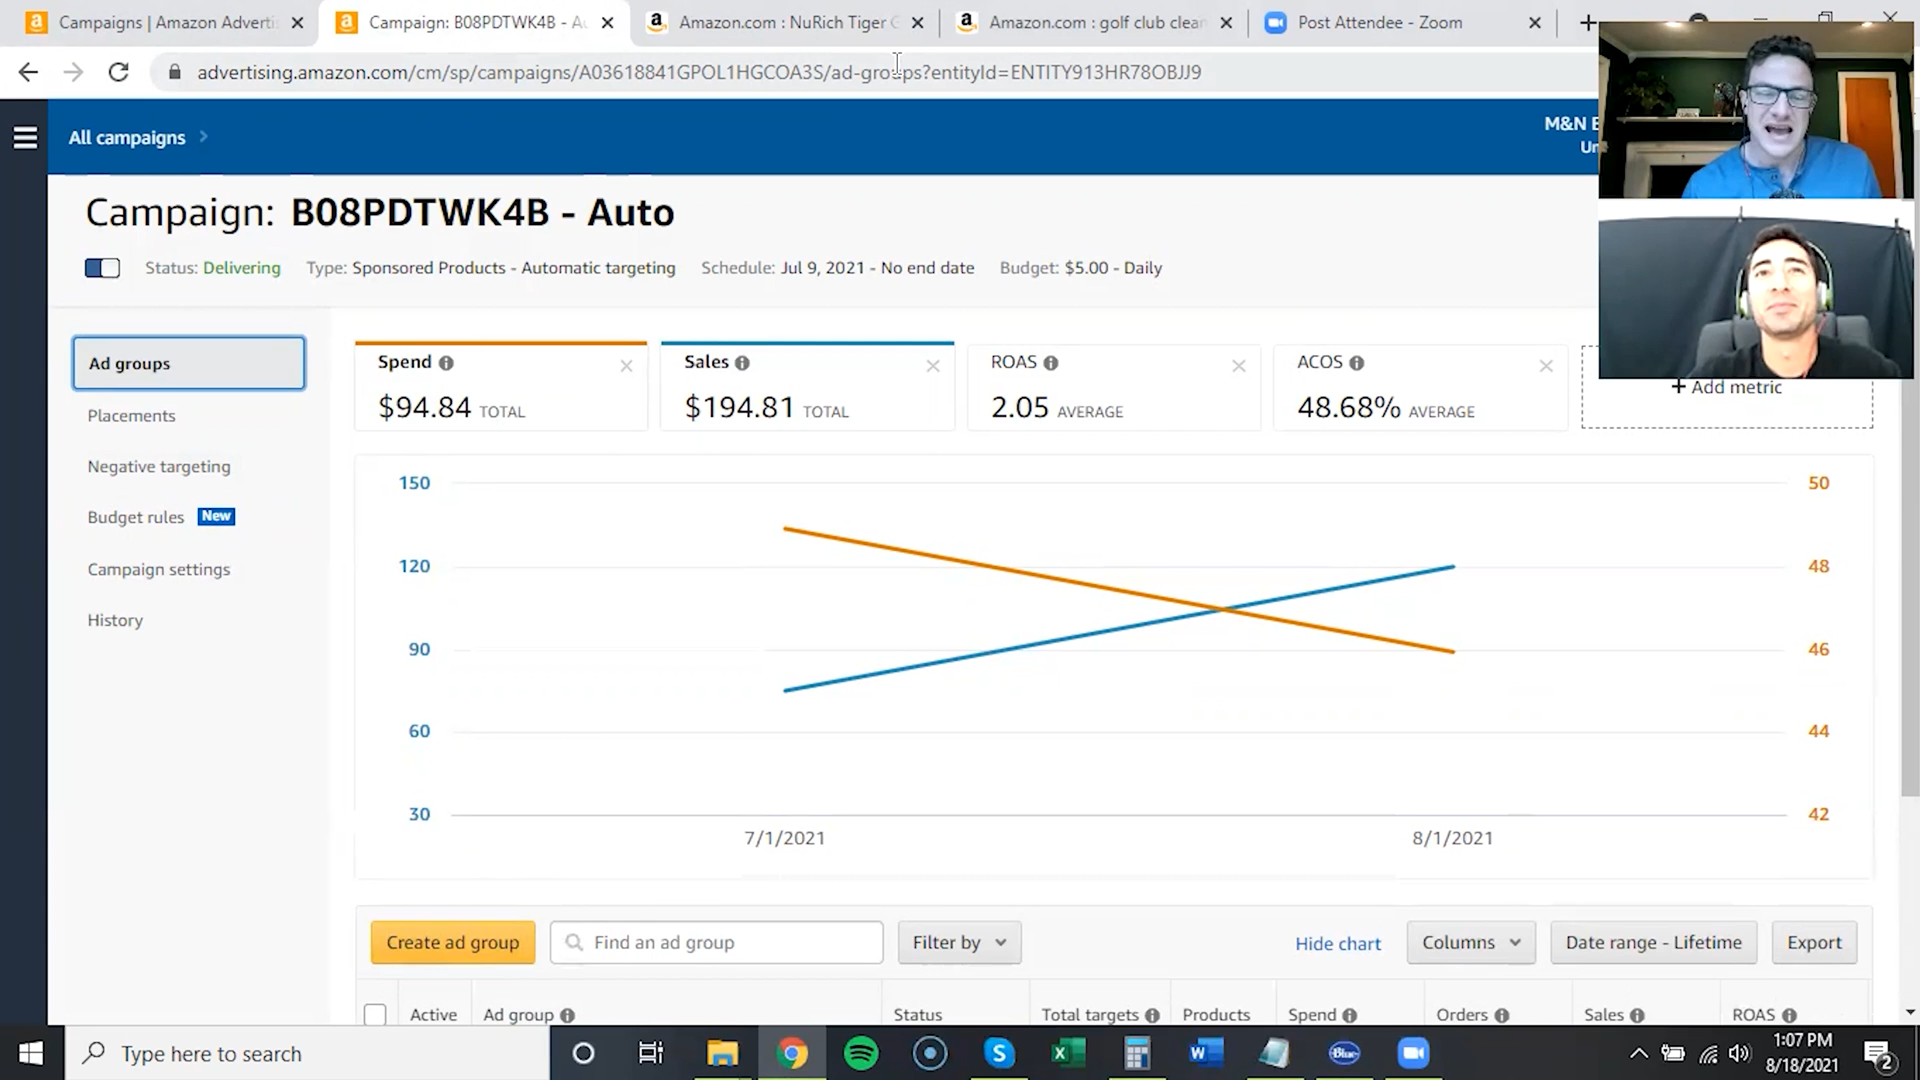 Campaigns | Amazon Adverti
Campaign: B08PDTWK4B - Au
Amazon.com : NuRich Tiger G
Amazon.com : golf club clean
Post Attendee - Zoom
advertising.amazon.com/cm/sp/campaigns/A03618841GPOL1HGCOA3S/ad-groups?entityId=ENTITY913HR78OBJJ9
All campaigns
M&N E
Un
Campaign: B08PDTWK4B - Auto
Status: Delivering Type: Sponsored Products - Automatic targeting Schedule: Jul 9, 2021 - No end date Budget: $5.00 - Daily
Ad groups
Placements
Negative targeting
Budget rules New
Campaign settings
History
Spend
$94.84 TOTAL
Sales
$194.81 TOTAL
ROAS
2.05 AVERAGE
ACOS
48.68% AVERAGE
+ Add metric
150 50
120 48
90 46
60 44
30 42
7/1/2021 8/1/2021
Create ad group
Find an ad group
Filter by
Hide chart
Columns
Date range - Lifetime
Export
Active Ad group Status Total targets Products Spend Orders Sales ROAS
Type here to search
Blue
1:07 PM
8/18/2021
2